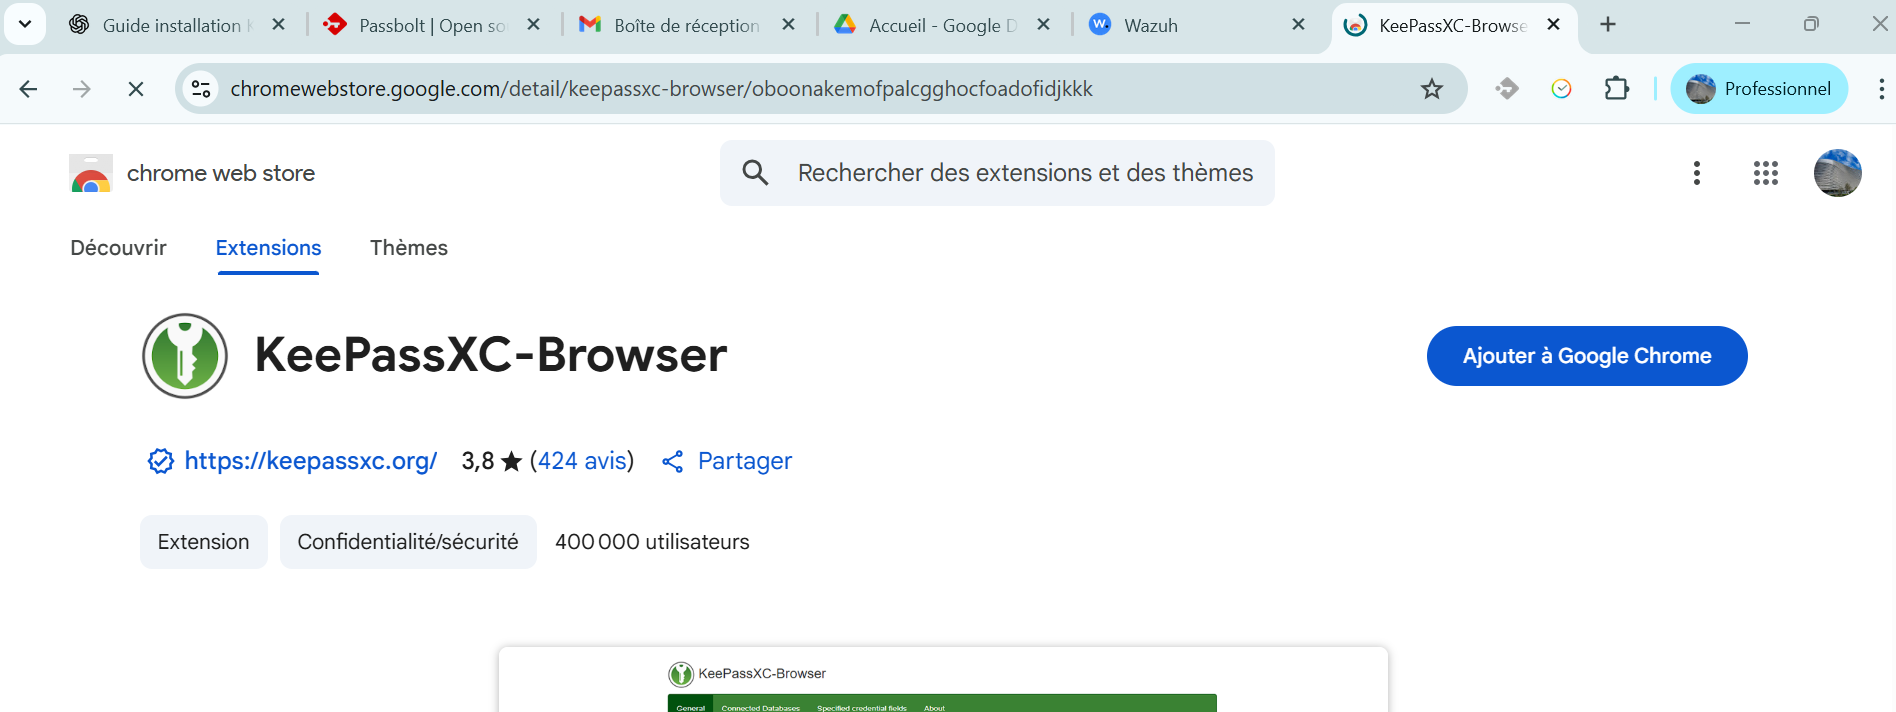 Guide installation K
Passbolt | Open so
Boîte de réception
Accueil - Google D
Wazuh
KeePassXC-Browse
chromewebstore.google.com/detail/keepassxc-browser/oboonakemofpalcgghocfoadofidjkkk
Professionnel
chrome web store
Rechercher des extensions et des thèmes
Découvrir
Extensions
Thèmes
KeePassXC-Browser
Ajouter à Google Chrome
https://keepassxc.org/
3,8 ★ (424 avis)
Partager
Extension
Confidentialité/sécurité
400 000 utilisateurs
KeePassXC-Browser
General
Connected Databases
Specified credential fields
About